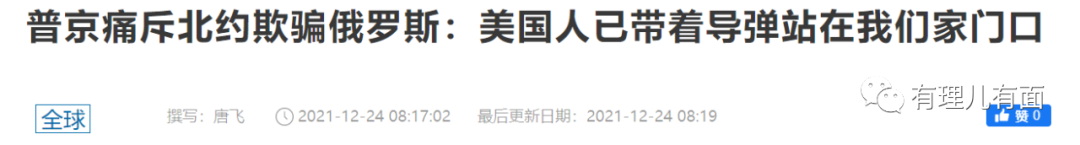 普京痛斥北约欺骗俄罗斯：美国人已带着导弹站在我们家门口
全球 撰写：唐飞 2021-12-24 08:17:02 最后更新日期：2021-12-24 08:19 有理儿有面
赞 0